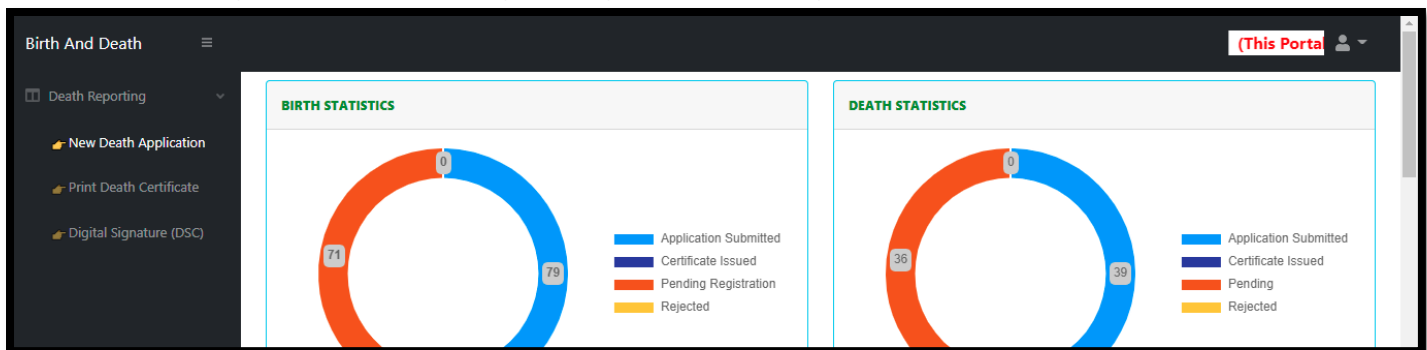 Birth And Death
(This Portal
Death Reporting
New Death Application
Print Death Certificate
Digital Signature (DSC)
BIRTH STATISTICS
0
71
79
Application Submitted
Certificate Issued
Pending Registration
Rejected
DEATH STATISTICS
0
36
39
Application Submitted
Certificate Issued
Pending
Rejected